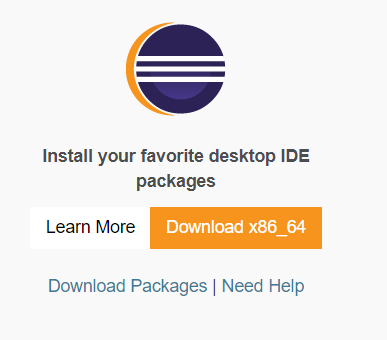 Install your favorite desktop IDE
packages
Learn More Download x86_64
Download Packages | Need Help